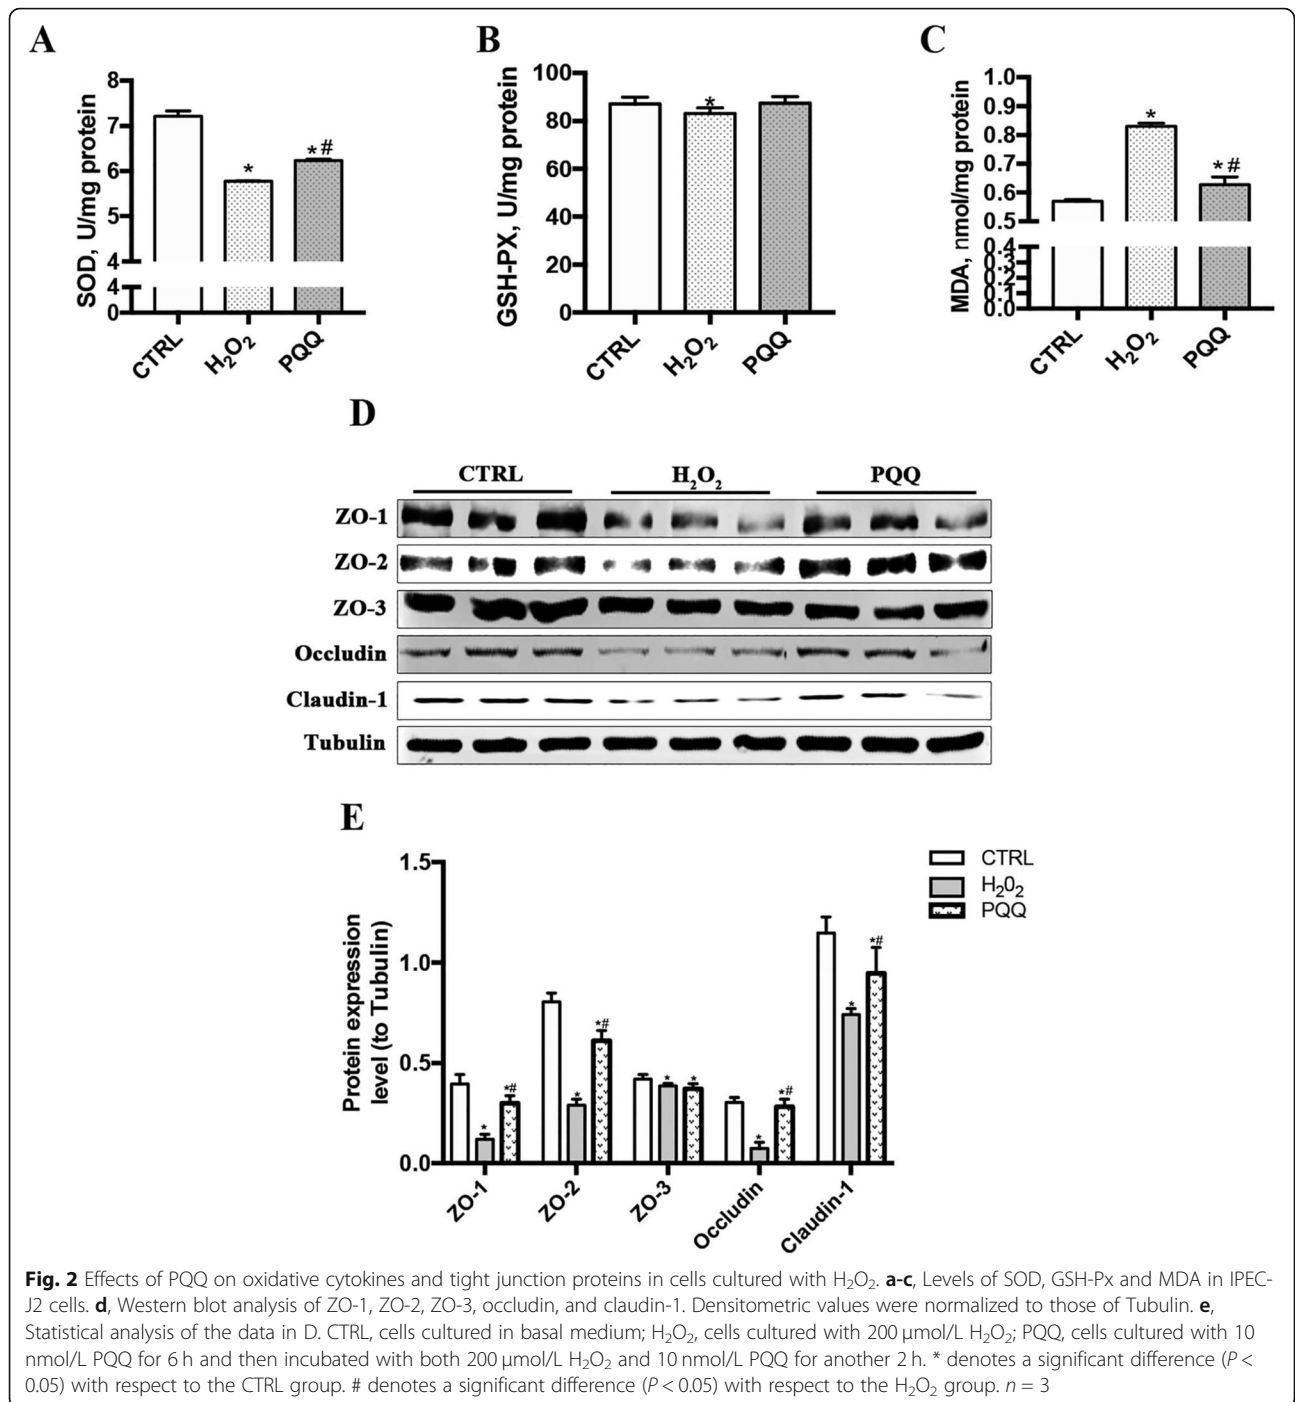 A
SOD, U/mg protein
8
7
6
5
4
4
0
*
*#
CTRL
H₂O₂
PQQ
B
GSH-PX, U/mg protein
100
80
60
40
20
0
*
CTRL
H₂O₂
PQQ
C
MDA, nmol/mg protein
1.0
0.9
0.8
0.7
0.6
0.5
0.4
0.3
0.2
0.1
0.0
*
*#
CTRL
H₂O₂
PQQ
D
CTRL H₂O₂ PQQ
ZO-1
ZO-2
ZO-3
Occludin
Claudin-1
Tubulin
E
Protein expression
level (to Tubulin)
1.5
1.0
0.5
0.0
* *#
* *#
* *
* *#
* *#
ZO-1
ZO-2
ZO-3
Occludin
Claudin-1
CTRL
H₂0₂
PQQ
Fig. 2 Effects of PQQ on oxidative cytokines and tight junction proteins in cells cultured with H₂O₂. a-c, Levels of SOD, GSH-Px and MDA in IPEC-
J2 cells. d, Western blot analysis of ZO-1, ZO-2, ZO-3, occludin, and claudin-1. Densitometric values were normalized to those of Tubulin. e,
Statistical analysis of the data in D. CTRL, cells cultured in basal medium; H₂O₂, cells cultured with 200 μmol/L H₂O₂; PQQ, cells cultured with 10
nmol/L PQQ for 6 h and then incubated with both 200 μmol/L H₂O₂ and 10 nmol/L PQQ for another 2 h. * denotes a significant difference (P <
0.05) with respect to the CTRL group. # denotes a significant difference (P < 0.05) with respect to the H₂O₂ group. n = 3